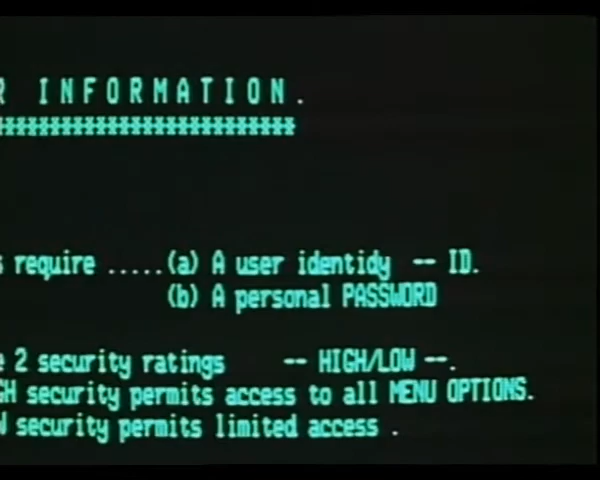 R INFORMATION.
*************************
s require .....(a) A user identidy -- ID.
(b) A personal PASSWORD
e 2 security ratings -- HIGH/LOW --.
GH security permits access to all MENU OPTIONS.
W security permits limited access .